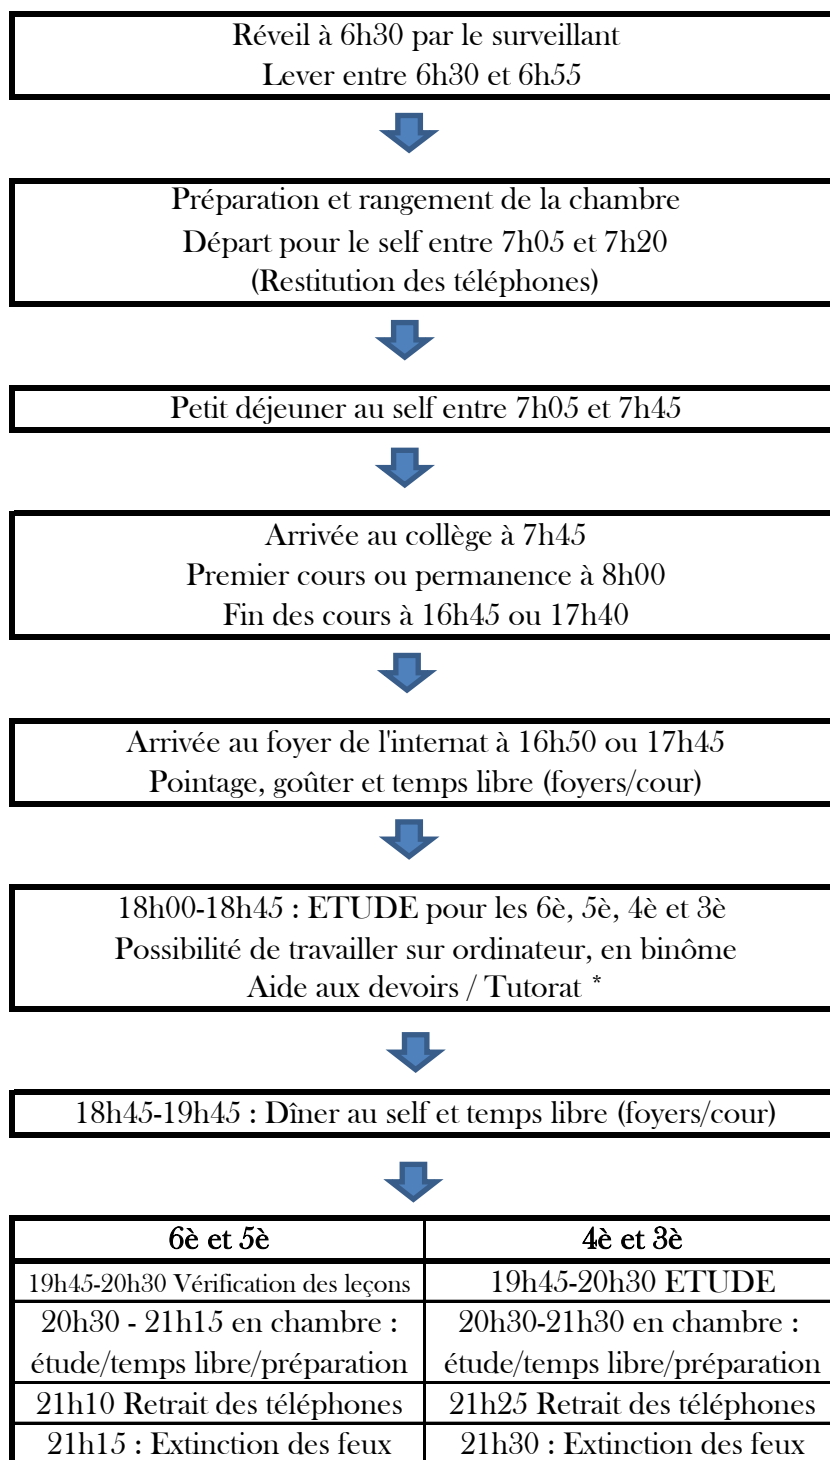 Réveil à 6h30 par le surveillant
Lever entre 6h30 et 6h55
Préparation et rangement de la chambre
Départ pour le self entre 7h05 et 7h20
(Restitution des téléphones)
Petit déjeuner au self entre 7h05 et 7h45
Arrivée au collège à 7h45
Premier cours ou permanence à 8h00
Fin des cours à 16h45 ou 17h40
Arrivée au foyer de l'internat à 16h50 ou 17h45
Pointage, goûter et temps libre (foyers/cour)
18h00-18h45 : ETUDE pour les 6è, 5è, 4è et 3è
Possibilité de travailler sur ordinateur, en binôme
Aide aux devoirs / Tutorat *
18h45-19h45 : Dîner au self et temps libre (foyers/cour)
6è et 5è
4è et 3è
19h45-20h30 Vérification des leçons
19h45-20h30 ETUDE
20h30 - 21h15 en chambre :
étude/temps libre/préparation
20h30-21h30 en chambre :
étude/temps libre/préparation
21h10 Retrait des téléphones
21h25 Retrait des téléphones
21h15 : Extinction des feux
21h30 : Extinction des feux